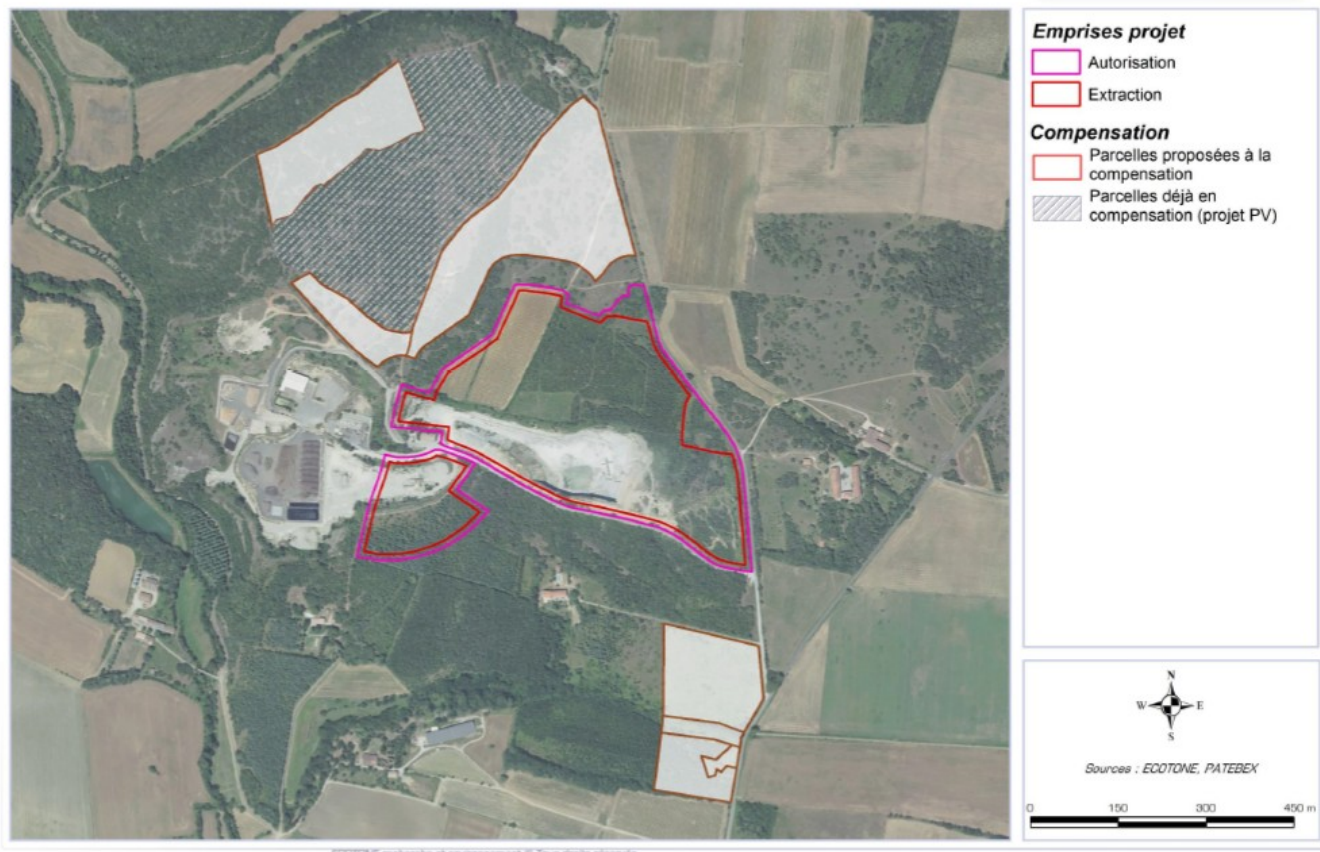 Emprises projet
Autorisation
Extraction
Compensation
Parcelles proposées à la
compensation
Parcelles déjà en
compensation (projet PV)
N
W E
S
Sources : ECOTONE, PATEBEX
0 150 300 450 m